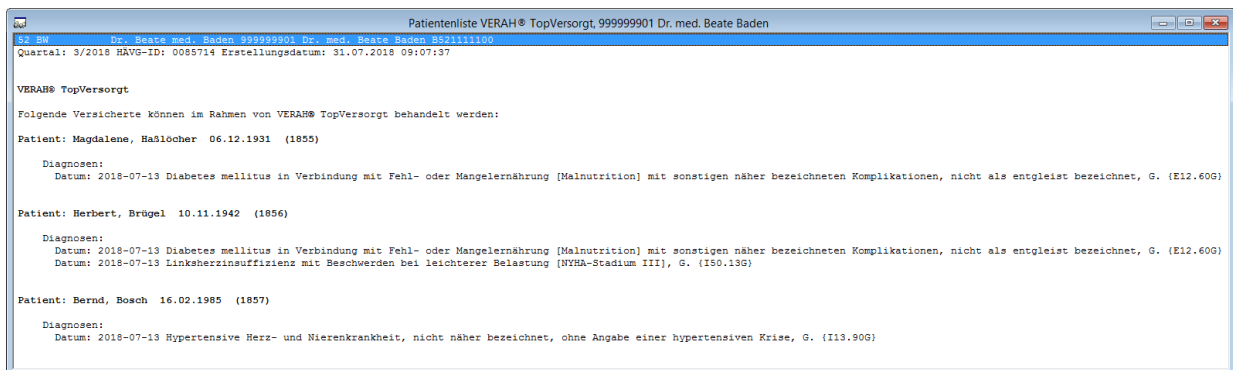 Patientenliste VERAH® TopVersorgt, 999999901 Dr. med. Beate Baden
52 BW Dr. Beate med. Baden 999999901 Dr. med. Beate Baden B521111100
Quartal: 3/2018 HÄVG-ID: 0085714 Erstellungsdatum: 31.07.2018 09:07:37
VERAH® TopVersorgt
Folgende Versicherte können im Rahmen von VERAH® TopVersorgt behandelt werden:
Patient: Magdalene, Haßlöcher 06.12.1931 (1855)
Diagnosen:
Datum: 2018-07-13 Diabetes mellitus in Verbindung mit Fehl- oder Mangelernährung [Malnutrition] mit sonstigen näher bezeichneten Komplikationen, nicht als entgleist bezeichnet, G. {E12.60G}
Patient: Herbert, Brügel 10.11.1942 (1856)
Diagnosen:
Datum: 2018-07-13 Diabetes mellitus in Verbindung mit Fehl- oder Mangelernährung [Malnutrition] mit sonstigen näher bezeichneten Komplikationen, nicht als entgleist bezeichnet, G. {E12.60G}
Datum: 2018-07-13 Linksherzinsuffizienz mit Beschwerden bei leichterer Belastung [NYHA-Stadium III], G. {I50.13G}
Patient: Bernd, Bosch 16.02.1985 (1857)
Diagnosen:
Datum: 2018-07-13 Hypertensive Herz- und Nierenkrankheit, nicht näher bezeichnet, ohne Angabe einer hypertensiven Krise, G. {I13.90G}